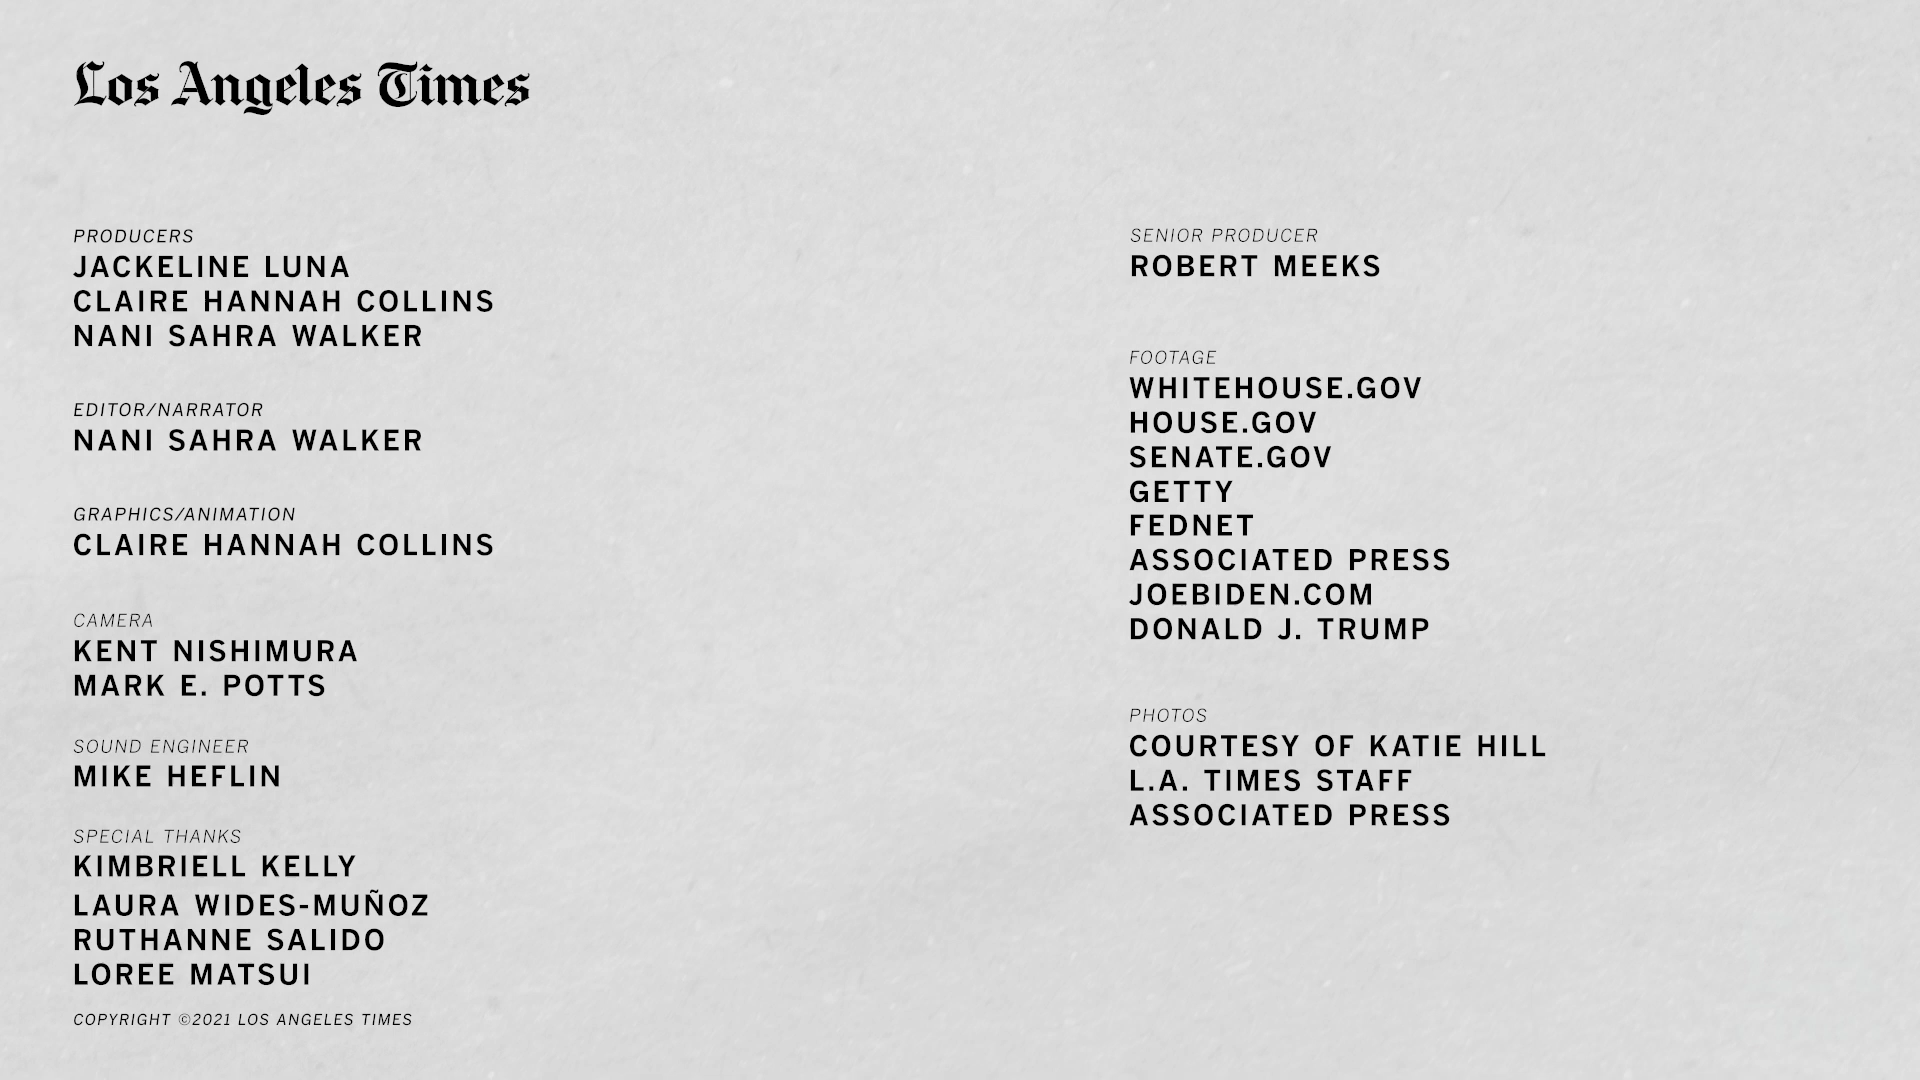 Los Angeles Times
PRODUCERS
JACKELINE LUNA
CLAIRE HANNAH COLLINS
NANI SAHRA WALKER
EDITOR/NARRATOR
NANI SAHRA WALKER
GRAPHICS/ANIMATION
CLAIRE HANNAH COLLINS
CAMERA
KENT NISHIMURA
MARK E. POTTS
SOUND ENGINEER
MIKE HEFLIN
SPECIAL THANKS
KIMBRIELL KELLY
LAURA WIDES-MUÑOZ
RUTHANNE SALIDO
LOREE MATSUI
COPYRIGHT ©2021 LOS ANGELES TIMES
SENIOR PRODUCER
ROBERT MEEKS
FOOTAGE
WHITEHOUSE.GOV
HOUSE.GOV
SENATE.GOV
GETTY
FEDNET
ASSOCIATED PRESS
JOEBIDEN.COM
DONALD J. TRUMP
PHOTOS
COURTESY OF KATIE HILL
L.A. TIMES STAFF
ASSOCIATED PRESS